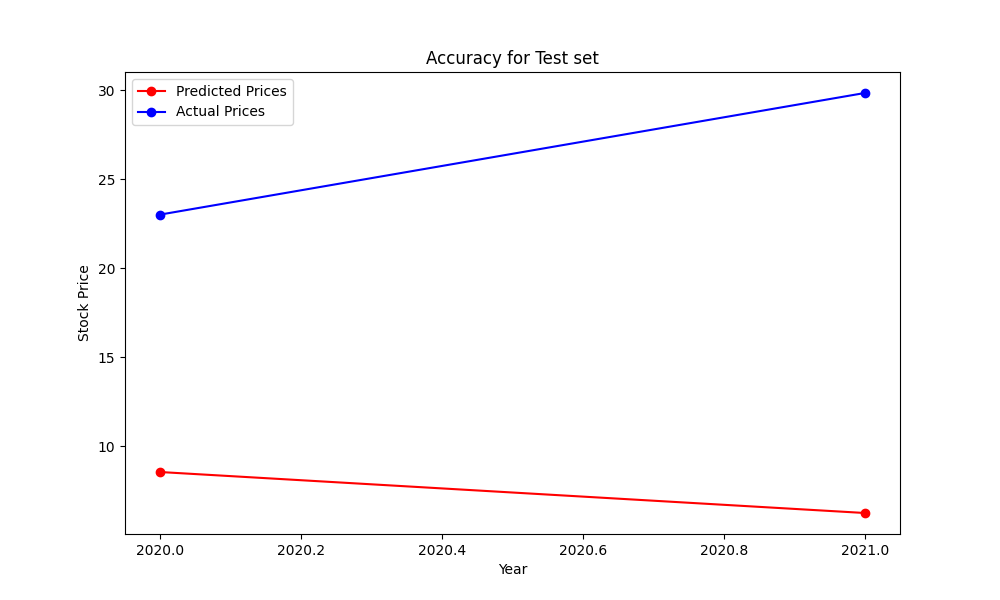 Accuracy for Test set
Predicted Prices
Actual Prices
Stock Price
30
25
20
15
10
2020.0 2020.2 2020.4 2020.6 2020.8 2021.0
Year